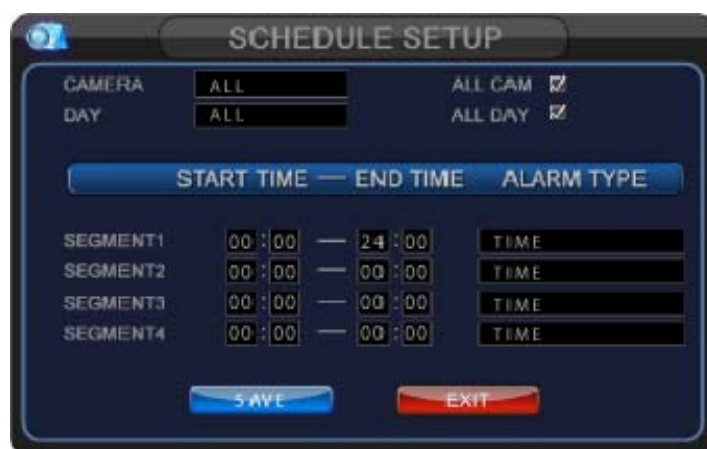 SCHEDULE SETUP
CAMERA ALL ALL CAM
DAY ALL ALL DAY
START TIME — END TIME ALARM TYPE
SEGMENT1 00:00 — 24:00 TIME
SEGMENT2 00:00 — 00:00 TIME
SEGMENT3 00:00 — 00:00 TIME
SEGMENT4 00:00 — 00:00 TIME
SAVE EXIT